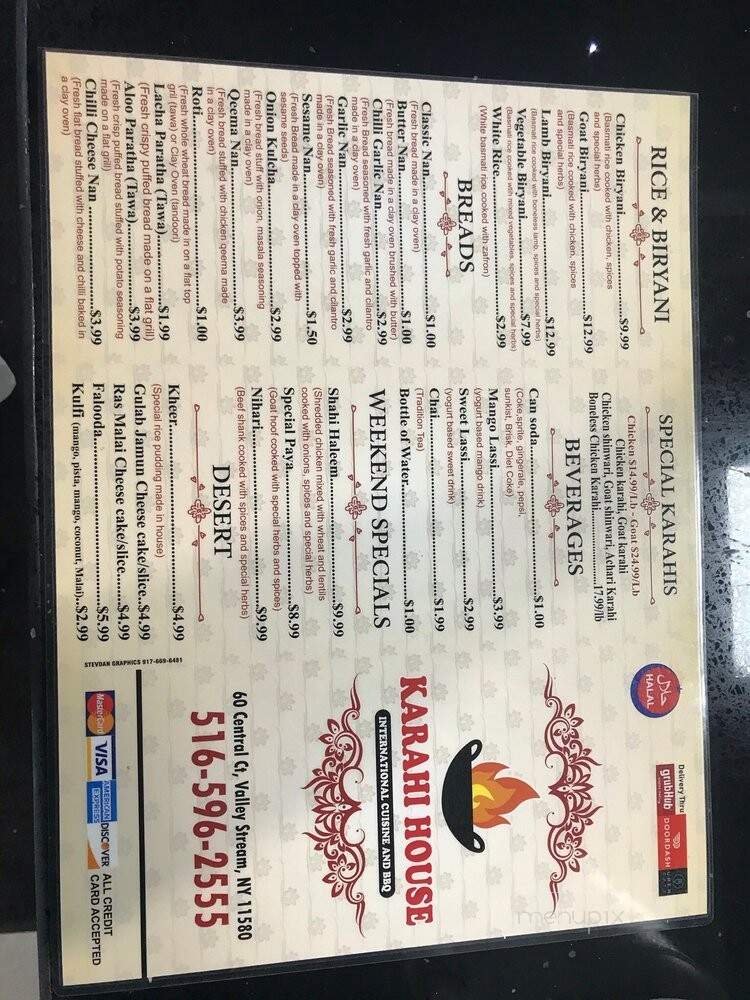 RICE & BIRYANI
Chicken Biryani.....$9.99
(Basmati rice cooked with chicken, spices
and special herbs)
Goat Biryani.....$12.99
(Basmati rice cooked with chicken, spices
and special herbs)
Lamb Biryani.....$12.99
(Basmati rice cooked with boneless lamb, spices and special herbs)
Vegetable Biryani.....$7.99
(Basmati rice cooked with mixed vegetables, spices and special herbs)
White Rice.....$2.99
(White basmati rice cooked with zafron)
BREADS
Classic Nan.....$1.00
(Fresh bread made in a clay oven)
Butter Nan.....$1.00
(Fresh bread made in a clay oven brushed with butter)
Chilli Garlic Nan.....$2.99
(Fresh Bread seasoned with fresh garlic and cilantro
made in a clay oven)
Garlic Nan.....$2.99
(Fresh Bread seasoned with fresh garlic and cilantro
made in a clay oven)
Sesame Nan.....$1.50
(Fresh Bread made in a clay oven topped with
sesame seeds)
Onion Kulcha.....$2.99
(Fresh bread stuff with onion, masala seasoning
made in a clay oven)
Qeema Nan.....$3.99
(Fresh bread stuffed with chicken qeema made
in a clay oven)
Roti.....$1.00
(Fresh whole wheat bread made in on a flat top
gril (tawa) or Clay Oven (tandoori)
Lacha Paratha (Tawa).....$1.99
(Fresh crispy puffed bread made on a flat grill)
Aloo Paratha (Tawa).....$3.99
(Fresh crisp puffed bread stuffed with potato seasoning
made on a flat grill)
Chilli Cheese Nan .....$3.99
(Fresh flat bread stuffed with cheese and chilli baked in
a clay oven)
SPECIAL KARAHIS
Chicken $14.99/Lb - Goat $24.99/Lb
Chicken karahi, Goat karahi
Chicken shinwari, Goat shinwari, Achari Karahi
Boneless Chicken Karahi.....17.99/lb
BEVERAGES
Can soda.....$1.00
(Coke,sprite, gingerale,pepsi,
sunkist, Brisk, Diet Coke)
Mango Lassi.....$3.99
(yogurt based mango drink)
Sweet Lassi.....$2.99
(yogurt based sweet drink)
Chai.....$1.99
(Tradition Tea)
Bottle of Water.....$1.00
WEEKEND SPECIALS
Shahi Haleem.....$9.99
(Shredded chicken mixed with wheat and lentils
cooked with onions, spices and special herbs)
Special Paya.....$8.99
(Goat hoof cooked with special herbs and spices)
Nihari.....$9.99
(Beef shank cooked with spices and special herbs)
DESERT
Kheer.....$4.99
(Special rice pudding made in house)
Gulab Jamun Cheese cake/slice..$4.99
Ras Malai Cheese cake/slice.....$4.99
Falooda.....$5.99
Kulfi (mango, pista, mango, coconut, Malai)..$2.99
STEVDAN GRAPHICS 917-669-6481
حلال
HALAL
Delivery Thru
GRUBHUB
DOORDASH
UBER
KARAHI HOUSE
INTERNATIONAL CUISINE AND BBQ
60 Central Ct, Valley Stream, NY 11580
516-596-2555
MasterCard
VISA
AMERICAN EXPRESS
DISCOVER
ALL CREDIT
CARD ACCEPTED
menupix